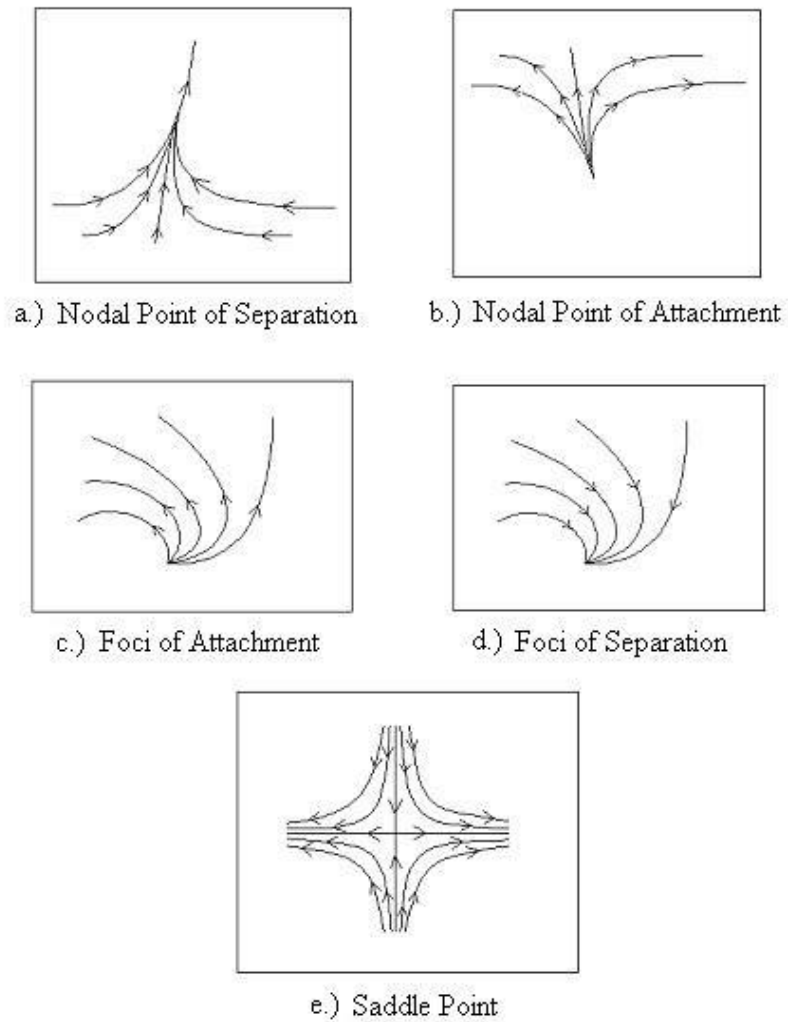 a.) Nodal Point of Separation
b.) Nodal Point of Attachment
c.) Foci of Attachment
d.) Foci of Separation
e.) Saddle Point